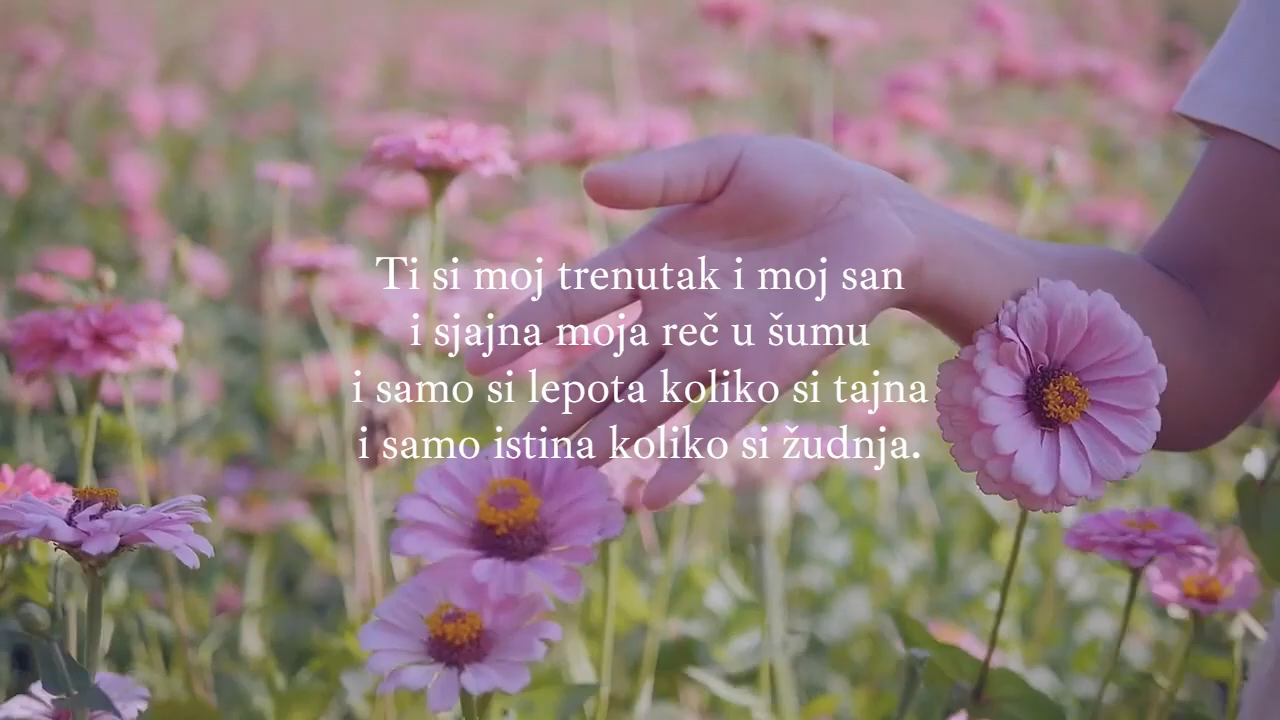 Ti si moj trenutak i moj san
i sjajna moja reč u šumu
i samo si lepota koliko si tajna
i samo istina koliko si žudnja.